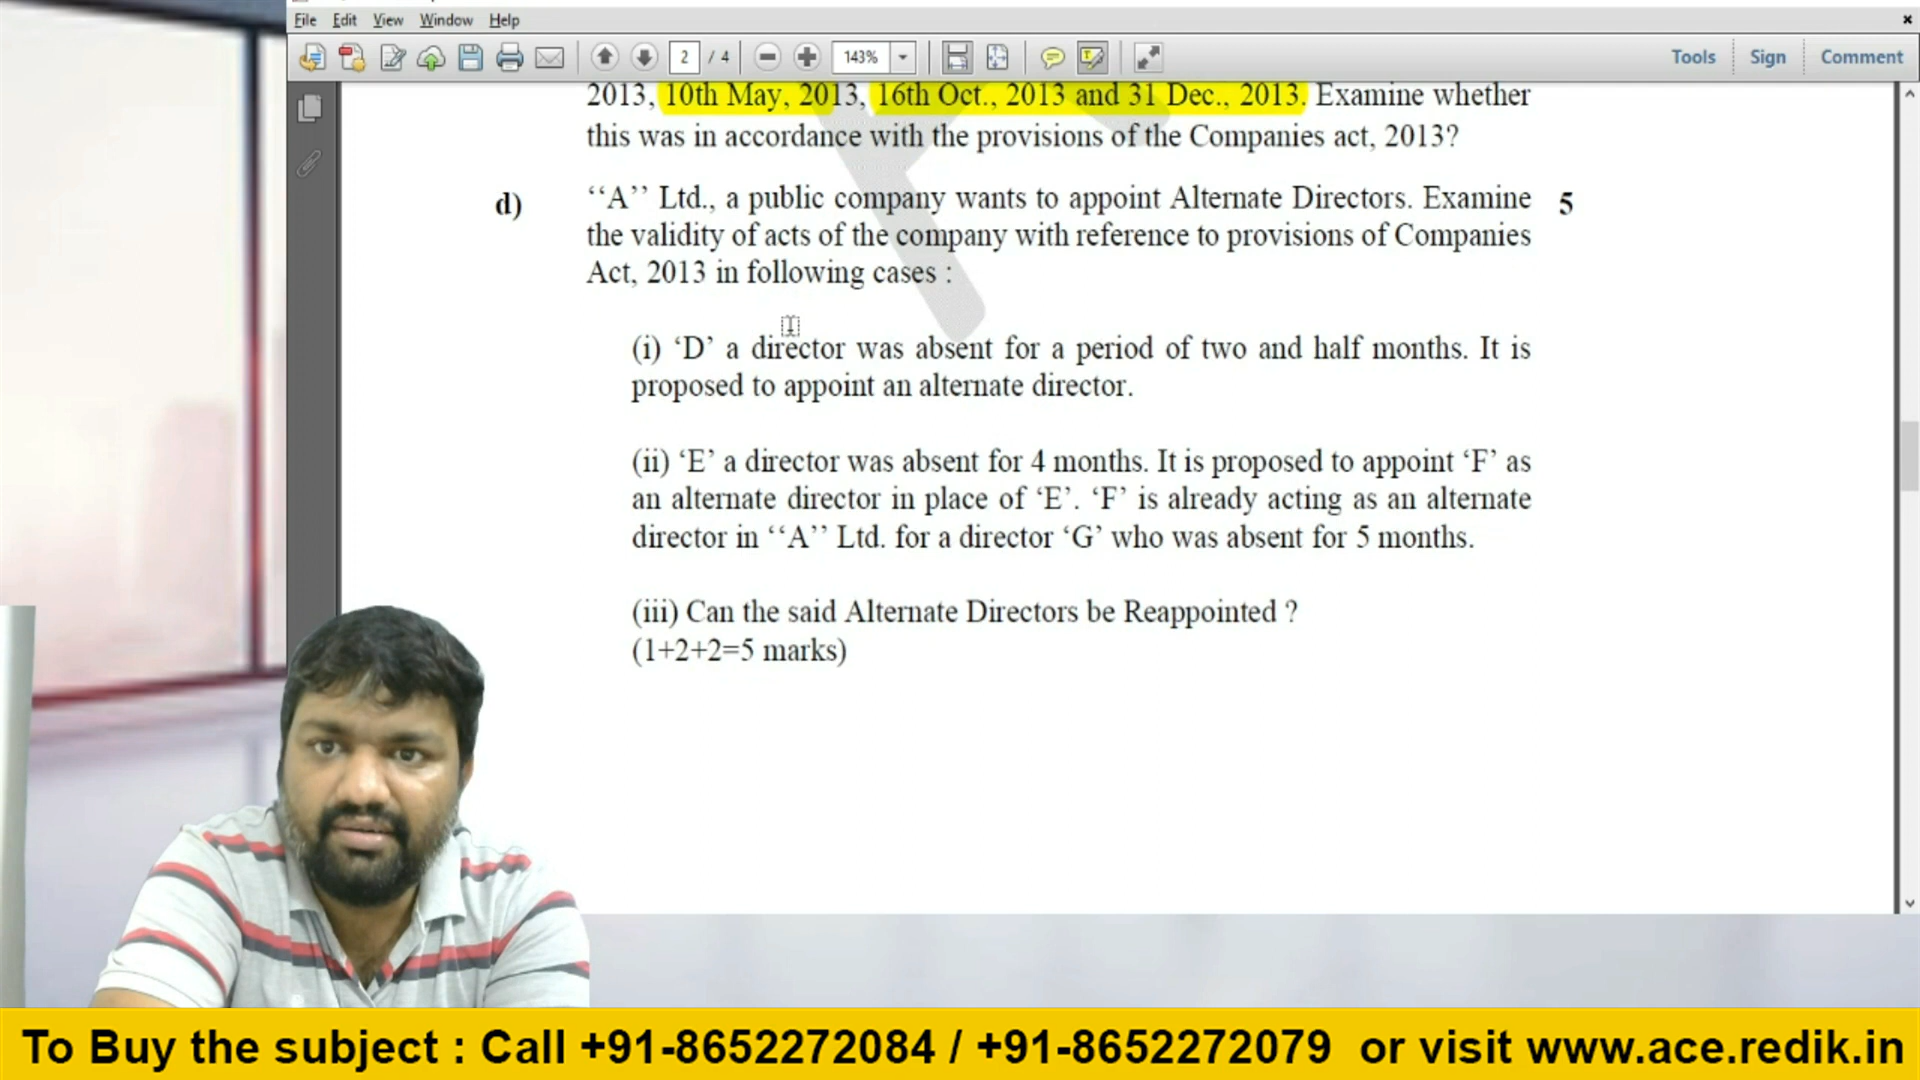 File Edit View Window Help
2 / 4 143% Tools Sign Comment
2013, 10th May, 2013, 16th Oct., 2013 and 31 Dec., 2013. Examine whether
this was in accordance with the provisions of the Companies act, 2013?
d) ‘‘A’’ Ltd., a public company wants to appoint Alternate Directors. Examine 5
the validity of acts of the company with reference to provisions of Companies
Act, 2013 in following cases :
(i) ‘D’ a director was absent for a period of two and half months. It is
proposed to appoint an alternate director.
(ii) ‘E’ a director was absent for 4 months. It is proposed to appoint ‘F’ as
an alternate director in place of ‘E’. ‘F’ is already acting as an alternate
director in ‘‘A’’ Ltd. for a director ‘G’ who was absent for 5 months.
(iii) Can the said Alternate Directors be Reappointed ?
(1+2+2=5 marks)
To Buy the subject : Call +91-8652272084 / +91-8652272079 or visit www.ace.redik.in